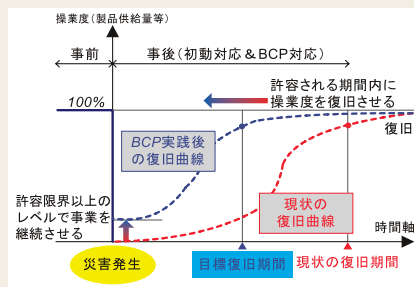 操業度（製品供給量等）
事前
事後（初動対応＆BCP対応）
許容される期間内に
操業度を復旧させる
100%
復旧
BCP実践後
の復旧曲線
許容限界以上の
レベルで事業を
継続させる
現状の
復旧曲線
時間軸
災害発生
目標復旧期間
現状の復旧期間